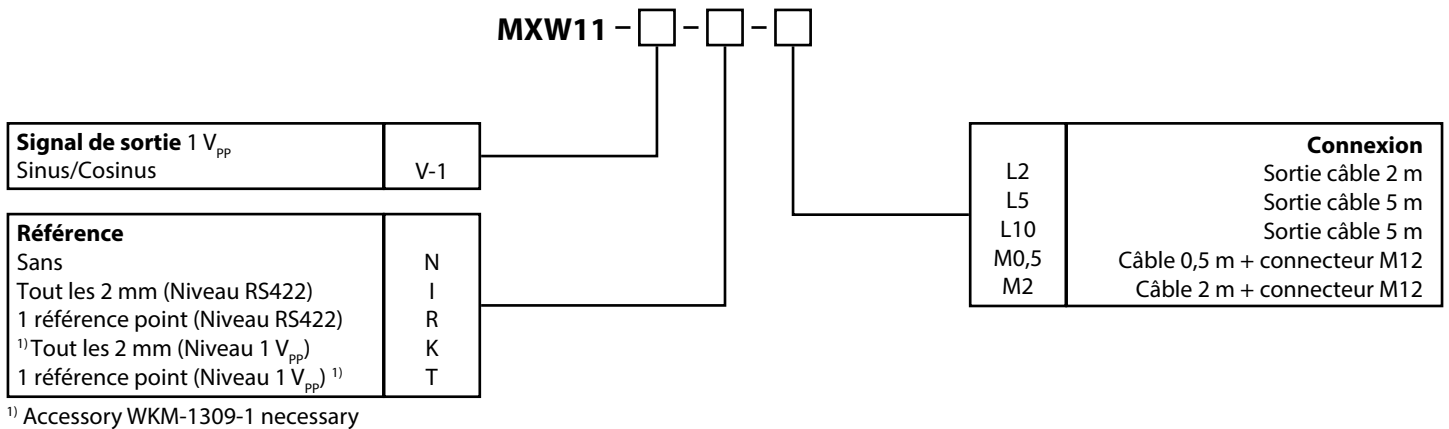 MXW11 – □ – □ – □
Signal de sortie 1 Vpp
Sinus/Cosinus V-1
Référence
Sans N
Tout les 2 mm (Niveau RS422) I
1 référence point (Niveau RS422) R
1) Tout les 2 mm (Niveau 1 Vpp) K
1 référence point (Niveau 1 Vpp) 1) T
1) Accessory WKM-1309-1 necessary
Connexion
L2 Sortie câble 2 m
L5 Sortie câble 5 m
L10 Sortie câble 5 m
M0,5 Câble 0,5 m + connecteur M12
M2 Câble 2 m + connecteur M12